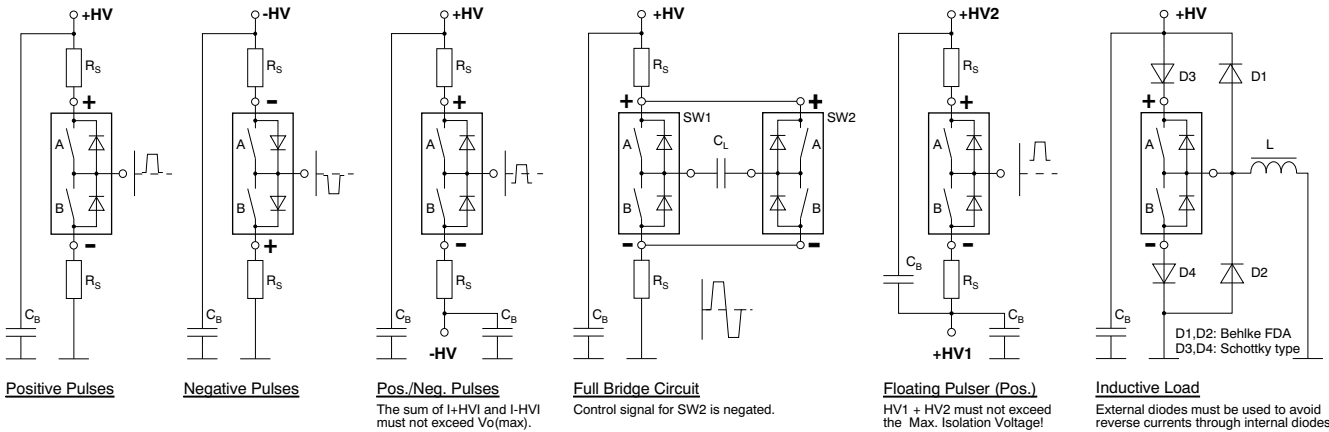 +HV
R_S
+
A
B
-
R_S
C_B
Positive Pulses
-HV
R_S
-
A
B
+
R_S
C_B
Negative Pulses
+HV
R_S
+
A
B
-
R_S
C_B
C_B
-HV
Pos./Neg. Pulses
The sum of I+HVI and I-HVI
must not exceed Vo(max).
+HV
R_S
+
+
SW1
SW2
A
C_L
A
B
B
-
-
R_S
C_B
Full Bridge Circuit
Control signal for SW2 is negated.
+HV2
R_S
+
A
B
-
C_B
R_S
C_B
+HV1
Floating Pulser (Pos.)
HV1 + HV2 must not exceed
the Max. Isolation Voltage!
+HV
D3
D1
+
A
L
B
-
D4
D2
C_B
D1,D2: Behlke FDA
D3,D4: Schottky type
Inductive Load
External diodes must be used to avoid
reverse currents through internal diodes